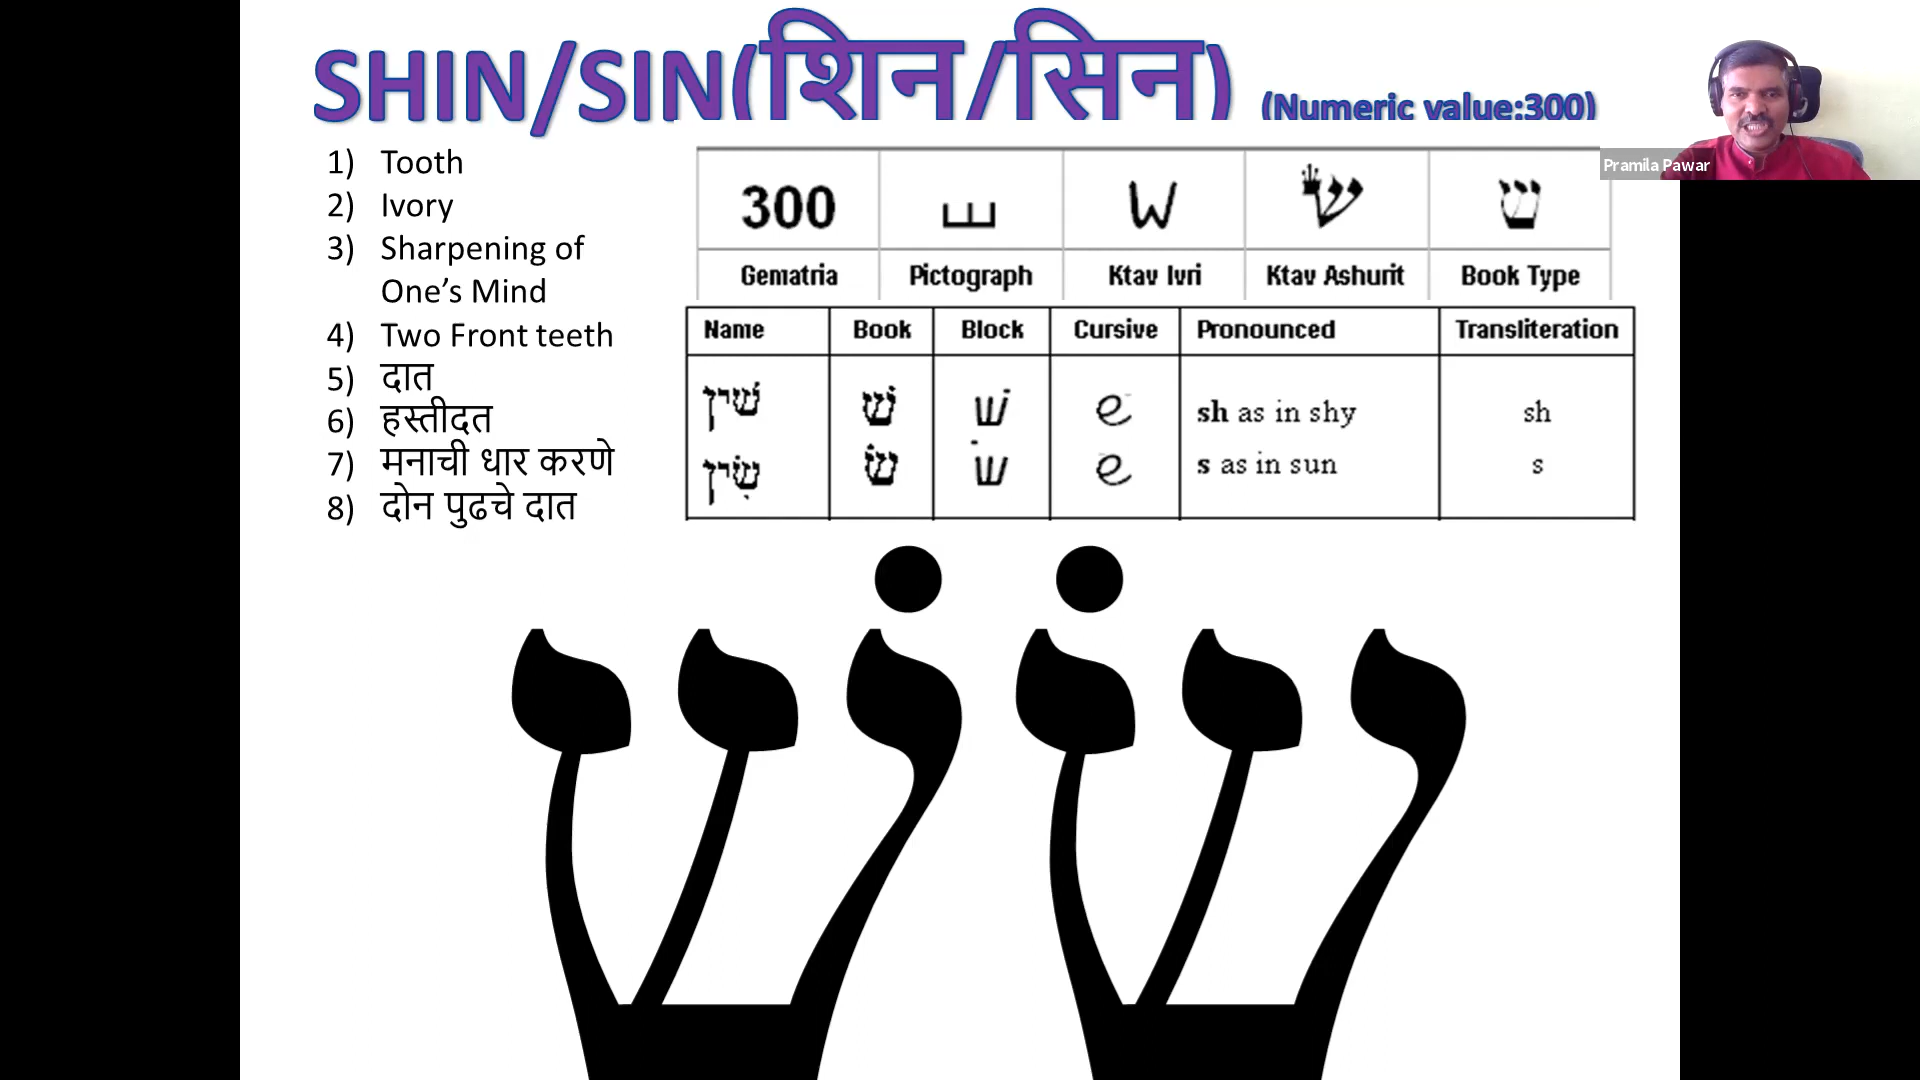 SHIN/SIN(शिन/सिन) (Numeric value:300)
Pramila Pawar
1) Tooth
2) Ivory
3) Sharpening of
One’s Mind
4) Two Front teeth
5) दात
6) हस्तीदत
7) मनाची धार करणे
8) दोन पुढचे दात
300 ש ש ש
Gematria Pictograph Ktav Ivri Ktav Ashurit Book Type
Name Book Block Cursive Pronounced Transliteration
שׁין שׁ שׁ שׁ sh as in shy sh
שִׂין שׂ שׂ שׂ s as in sun s
שׁ שׂ